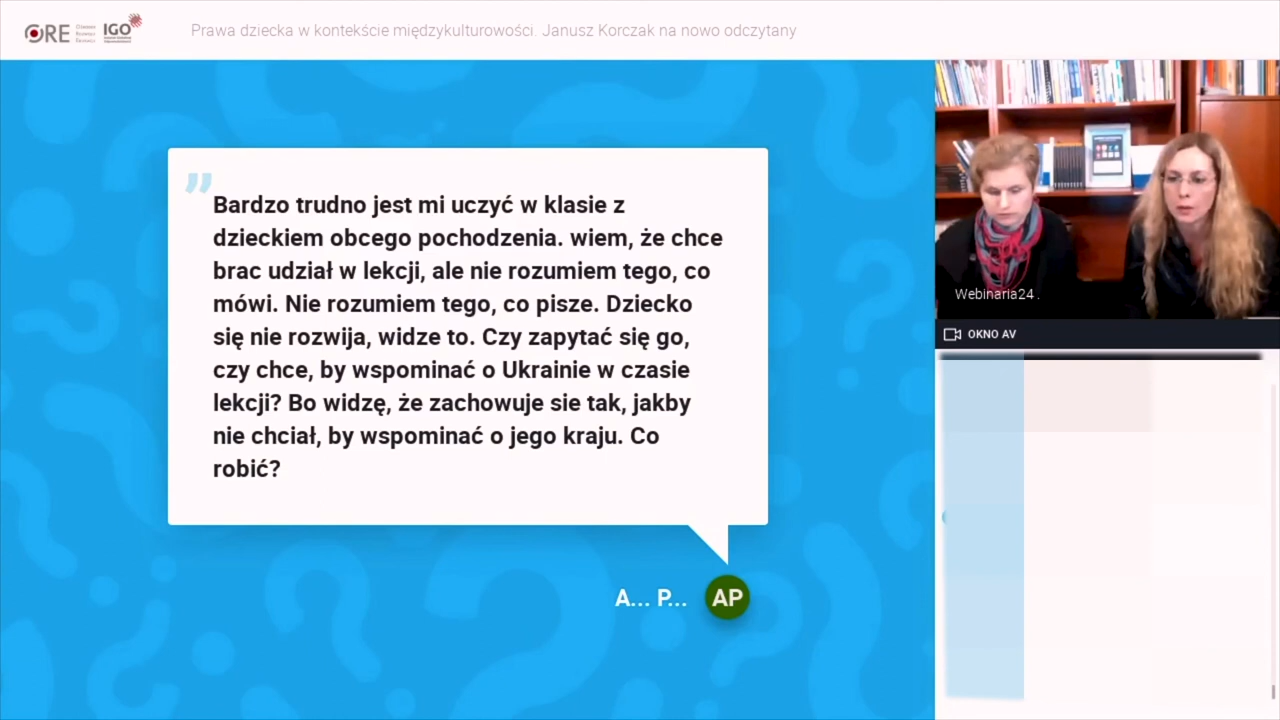 ORE
IGO
Prawa dziecka w kontekście międzykulturowości. Janusz Korczak na nowo odczytany
Bardzo trudno jest mi uczyć w klasie z
dzieckiem obcego pochodzenia. wiem, że chce
brac udział w lekcji, ale nie rozumiem tego, co
mówi. Nie rozumiem tego, co pisze. Dziecko
się nie rozwija, widze to. Czy zapytać się go,
czy chce, by wspominać o Ukrainie w czasie
lekcji? Bo widzę, że zachowuje sie tak, jakby
nie chciał, by wspominać o jego kraju. Co
robić?
A... P... AP
Webinaria24 .
OKNO AV